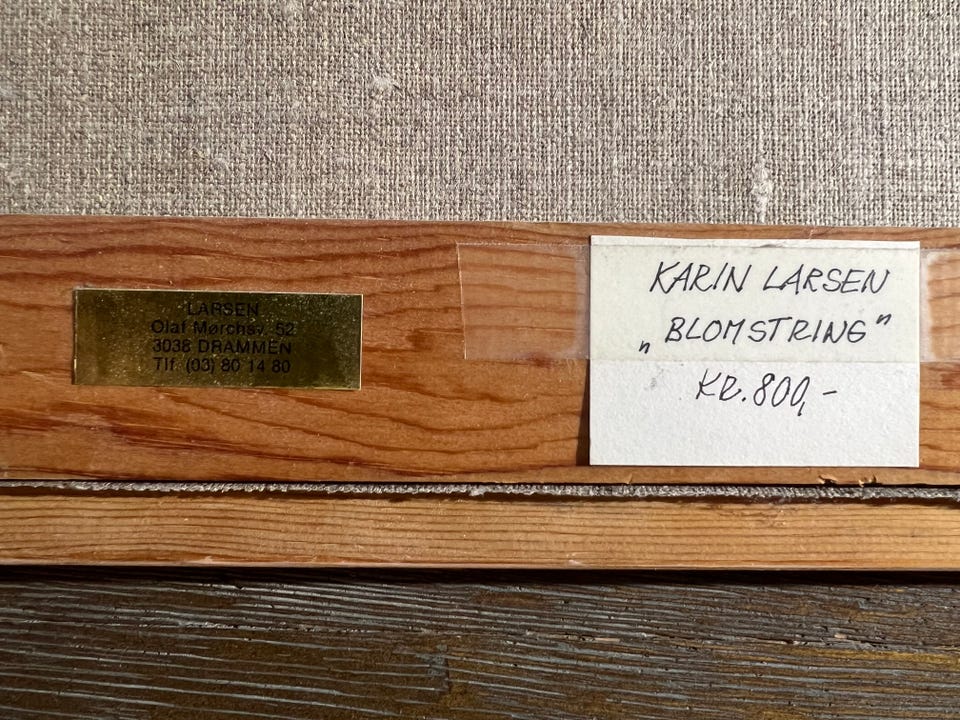 LARSEN
Olaf Mørchsv. 52
3038 DRAMMEN
Tlf. (03) 80 14 80
KARIN LARSEN
„BLOMSTRING"
KR. 800,-